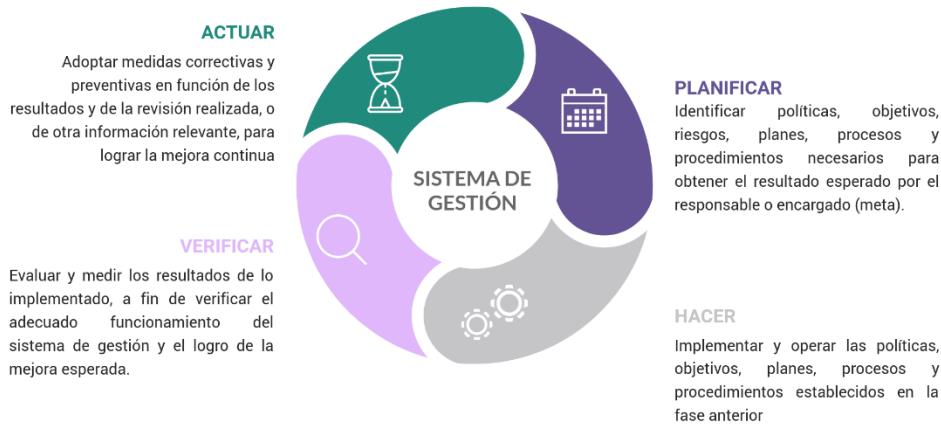 ACTUAR
Adoptar medidas correctivas y
preventivas en función de los
resultados y de la revisión realizada, o
de otra información relevante, para
lograr la mejora continua
PLANIFICAR
Identificar políticas, objetivos,
riesgos, planes, procesos y
procedimientos necesarios para
obtener el resultado esperado por el
responsable o encargado (meta).
SISTEMA DE
GESTIÓN
VERIFICAR
Evaluar y medir los resultados de lo
implementado, a fin de verificar el
adecuado funcionamiento del
sistema de gestión y el logro de la
mejora esperada.
HACER
Implementar y operar las políticas,
objetivos, planes, procesos y
procedimientos establecidos en la
fase anterior